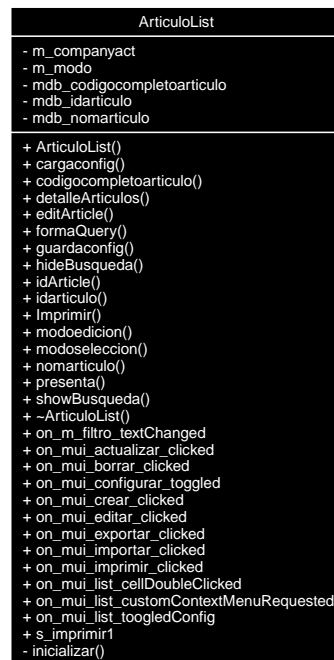 ArticuloList
- m_companyact
- m_modo
- mdb_codigocompletoarticulo
- mdb_idarticulo
- mdb_nomarticulo
+ ArticuloList()
+ cargaconfig()
+ codigocompletoarticulo()
+ detalleArticulos()
+ editArticle()
+ formaQuery()
+ guardaconfig()
+ hideBusqueda()
+ idArticle()
+ idarticulo()
+ Imprimir()
+ modoedicion()
+ modoseleccion()
+ nomarticulo()
+ presenta()
+ showBusqueda()
+ ~ArticuloList()
+ on_m_filtro_textChanged
+ on_mui_actualizar_clicked
+ on_mui_borrar_clicked
+ on_mui_configurar_toggled
+ on_mui_crear_clicked
+ on_mui_editar_clicked
+ on_mui_exportar_clicked
+ on_mui_importar_clicked
+ on_mui_imprimir_clicked
+ on_mui_list_cellDoubleClicked
+ on_mui_list_customContextMenuRequested
+ on_mui_list_toogledConfig
+ s_imprimir1
- inicializar()